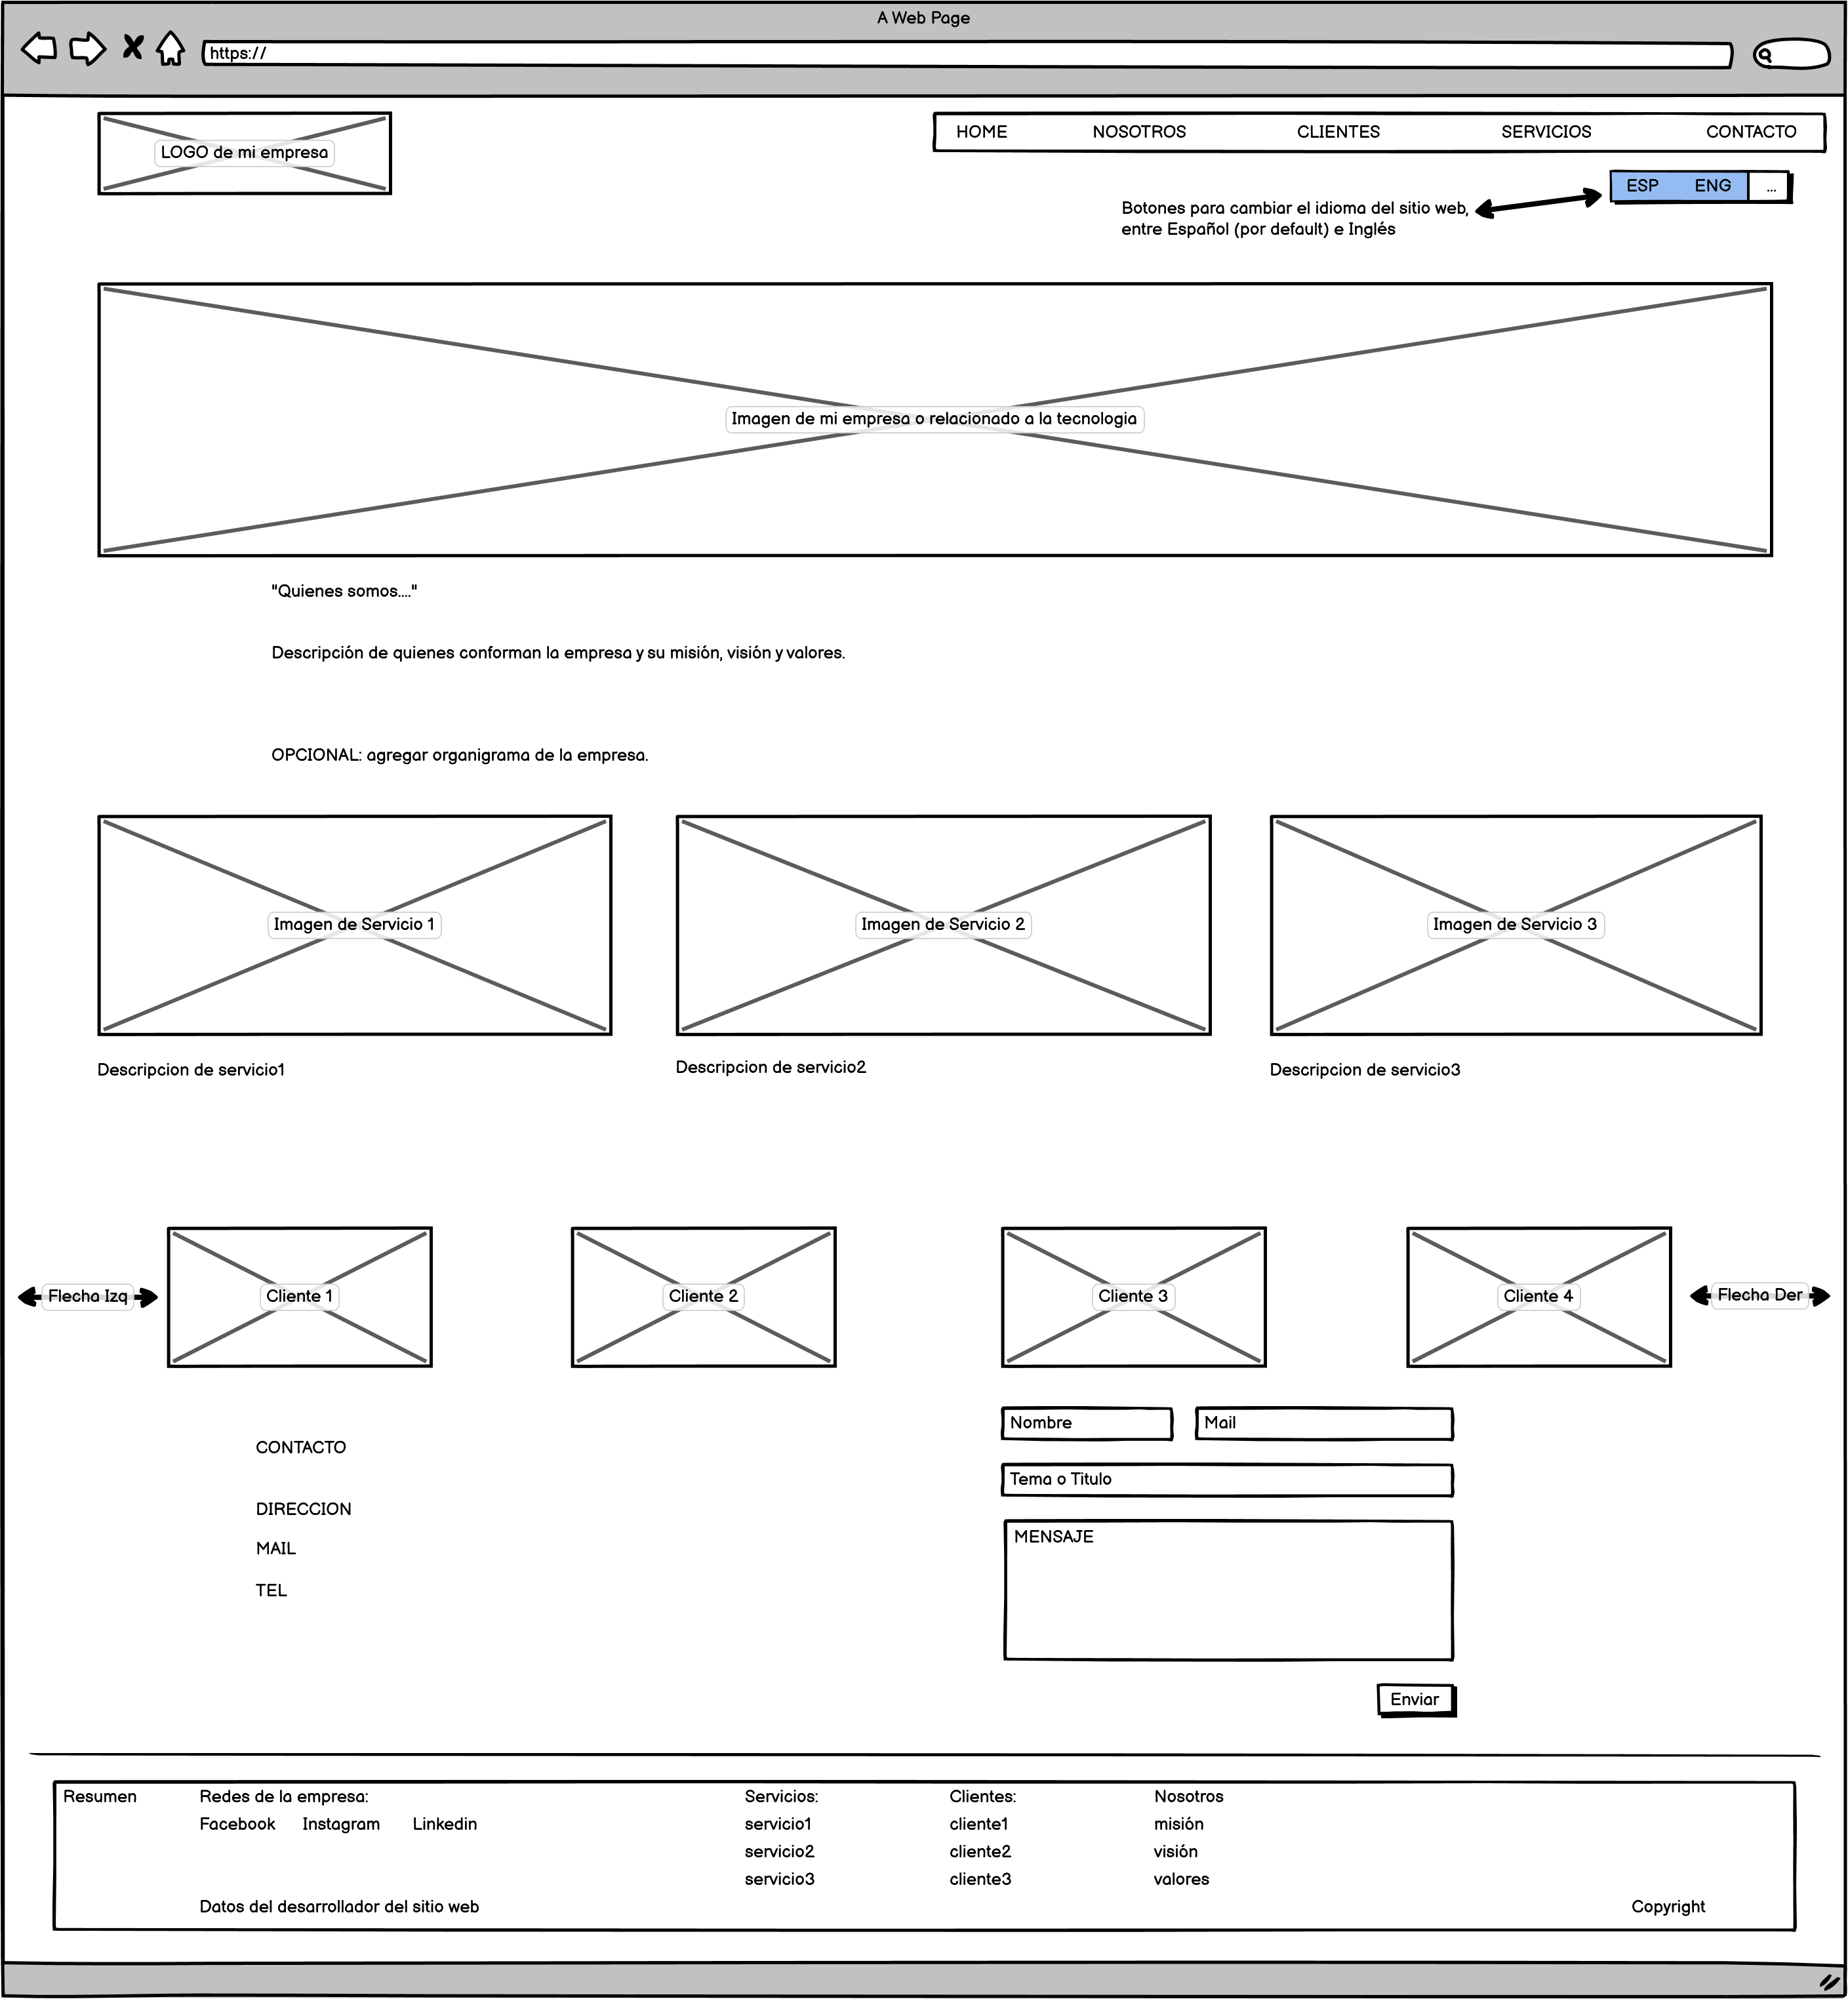 A Web Page
https://
LOGO de mi empresa
HOME NOSOTROS CLIENTES SERVICIOS CONTACTO
ESP ENG ...
Botones para cambiar el idioma del sitio web,
entre Español (por default) e Inglés
Imagen de mi empresa o relacionado a la tecnologia
"Quienes somos...."
Descripción de quienes conforman la empresa y su misión, visión y valores.
OPCIONAL: agregar organigrama de la empresa.
Imagen de Servicio 1 Imagen de Servicio 2 Imagen de Servicio 3
Descripcion de servicio1 Descripcion de servicio2 Descripcion de servicio3
Flecha Izq Cliente 1 Cliente 2 Cliente 3 Cliente 4 Flecha Der
CONTACTO
DIRECCION
MAIL
TEL
Nombre Mail
Tema o Titulo
MENSAJE
Enviar
Resumen Redes de la empresa: Servicios: Clientes: Nosotros
Facebook Instagram Linkedin servicio1 cliente1 misión
servicio2 cliente2 visión
servicio3 cliente3 valores
Datos del desarrollador del sitio web Copyright